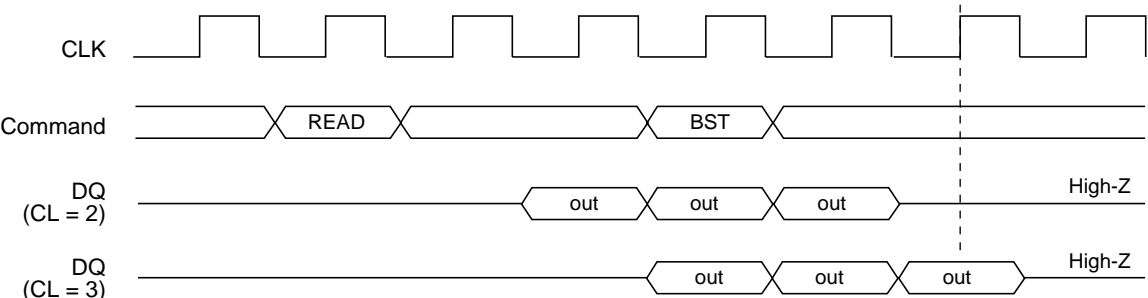 CLK
Command
READ
BST
DQ
(CL = 2)
out
out
out
High-Z
DQ
(CL = 3)
out
out
out
High-Z